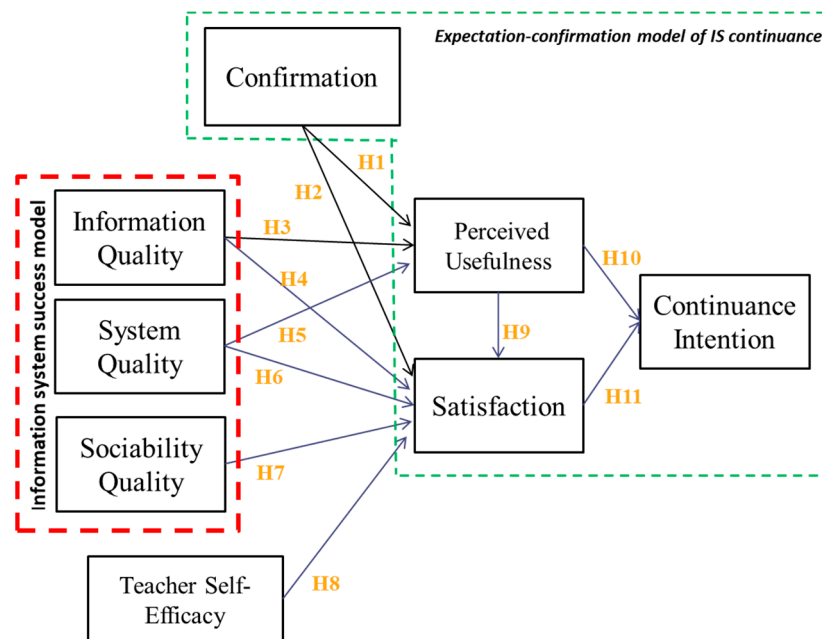 Expectation-confirmation model of IS continuance
Confirmation
H1
H2
Information system success model
Information
Quality
H3
Perceived
Usefulness
H10
H4
Continuance
Intention
System
Quality
H5
H9
H6
Satisfaction
H11
Sociability
Quality
H7
Teacher Self-
Efficacy
H8